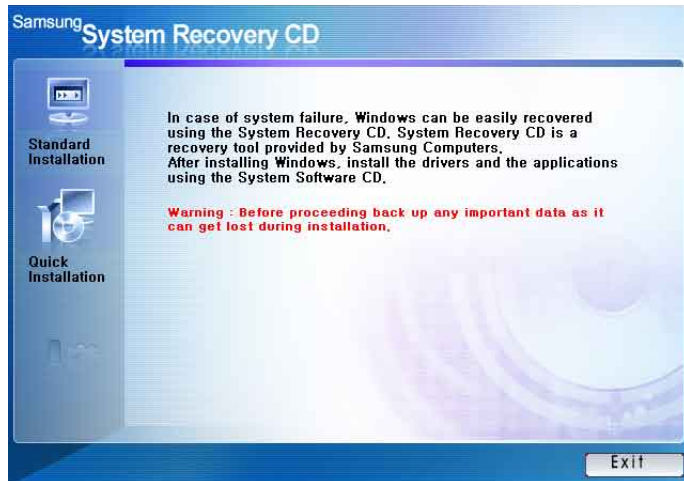 Samsung System Recovery CD
Standard
Installation
Quick
Installation
In case of system failure, Windows can be easily recovered
using the System Recovery CD. System Recovery CD is a
recovery tool provided by Samsung Computers.
After installing Windows, install the drivers and the applications
using the System Software CD.
Warning : Before proceeding back up any important data as it
can get lost during installation.
Exit